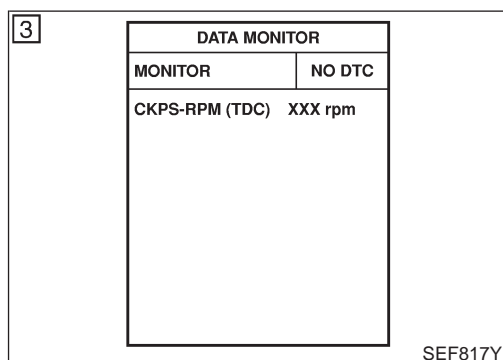 3
DATA MONITOR
MONITOR NO DTC
CKPS-RPM (TDC) XXX rpm
SEF817Y